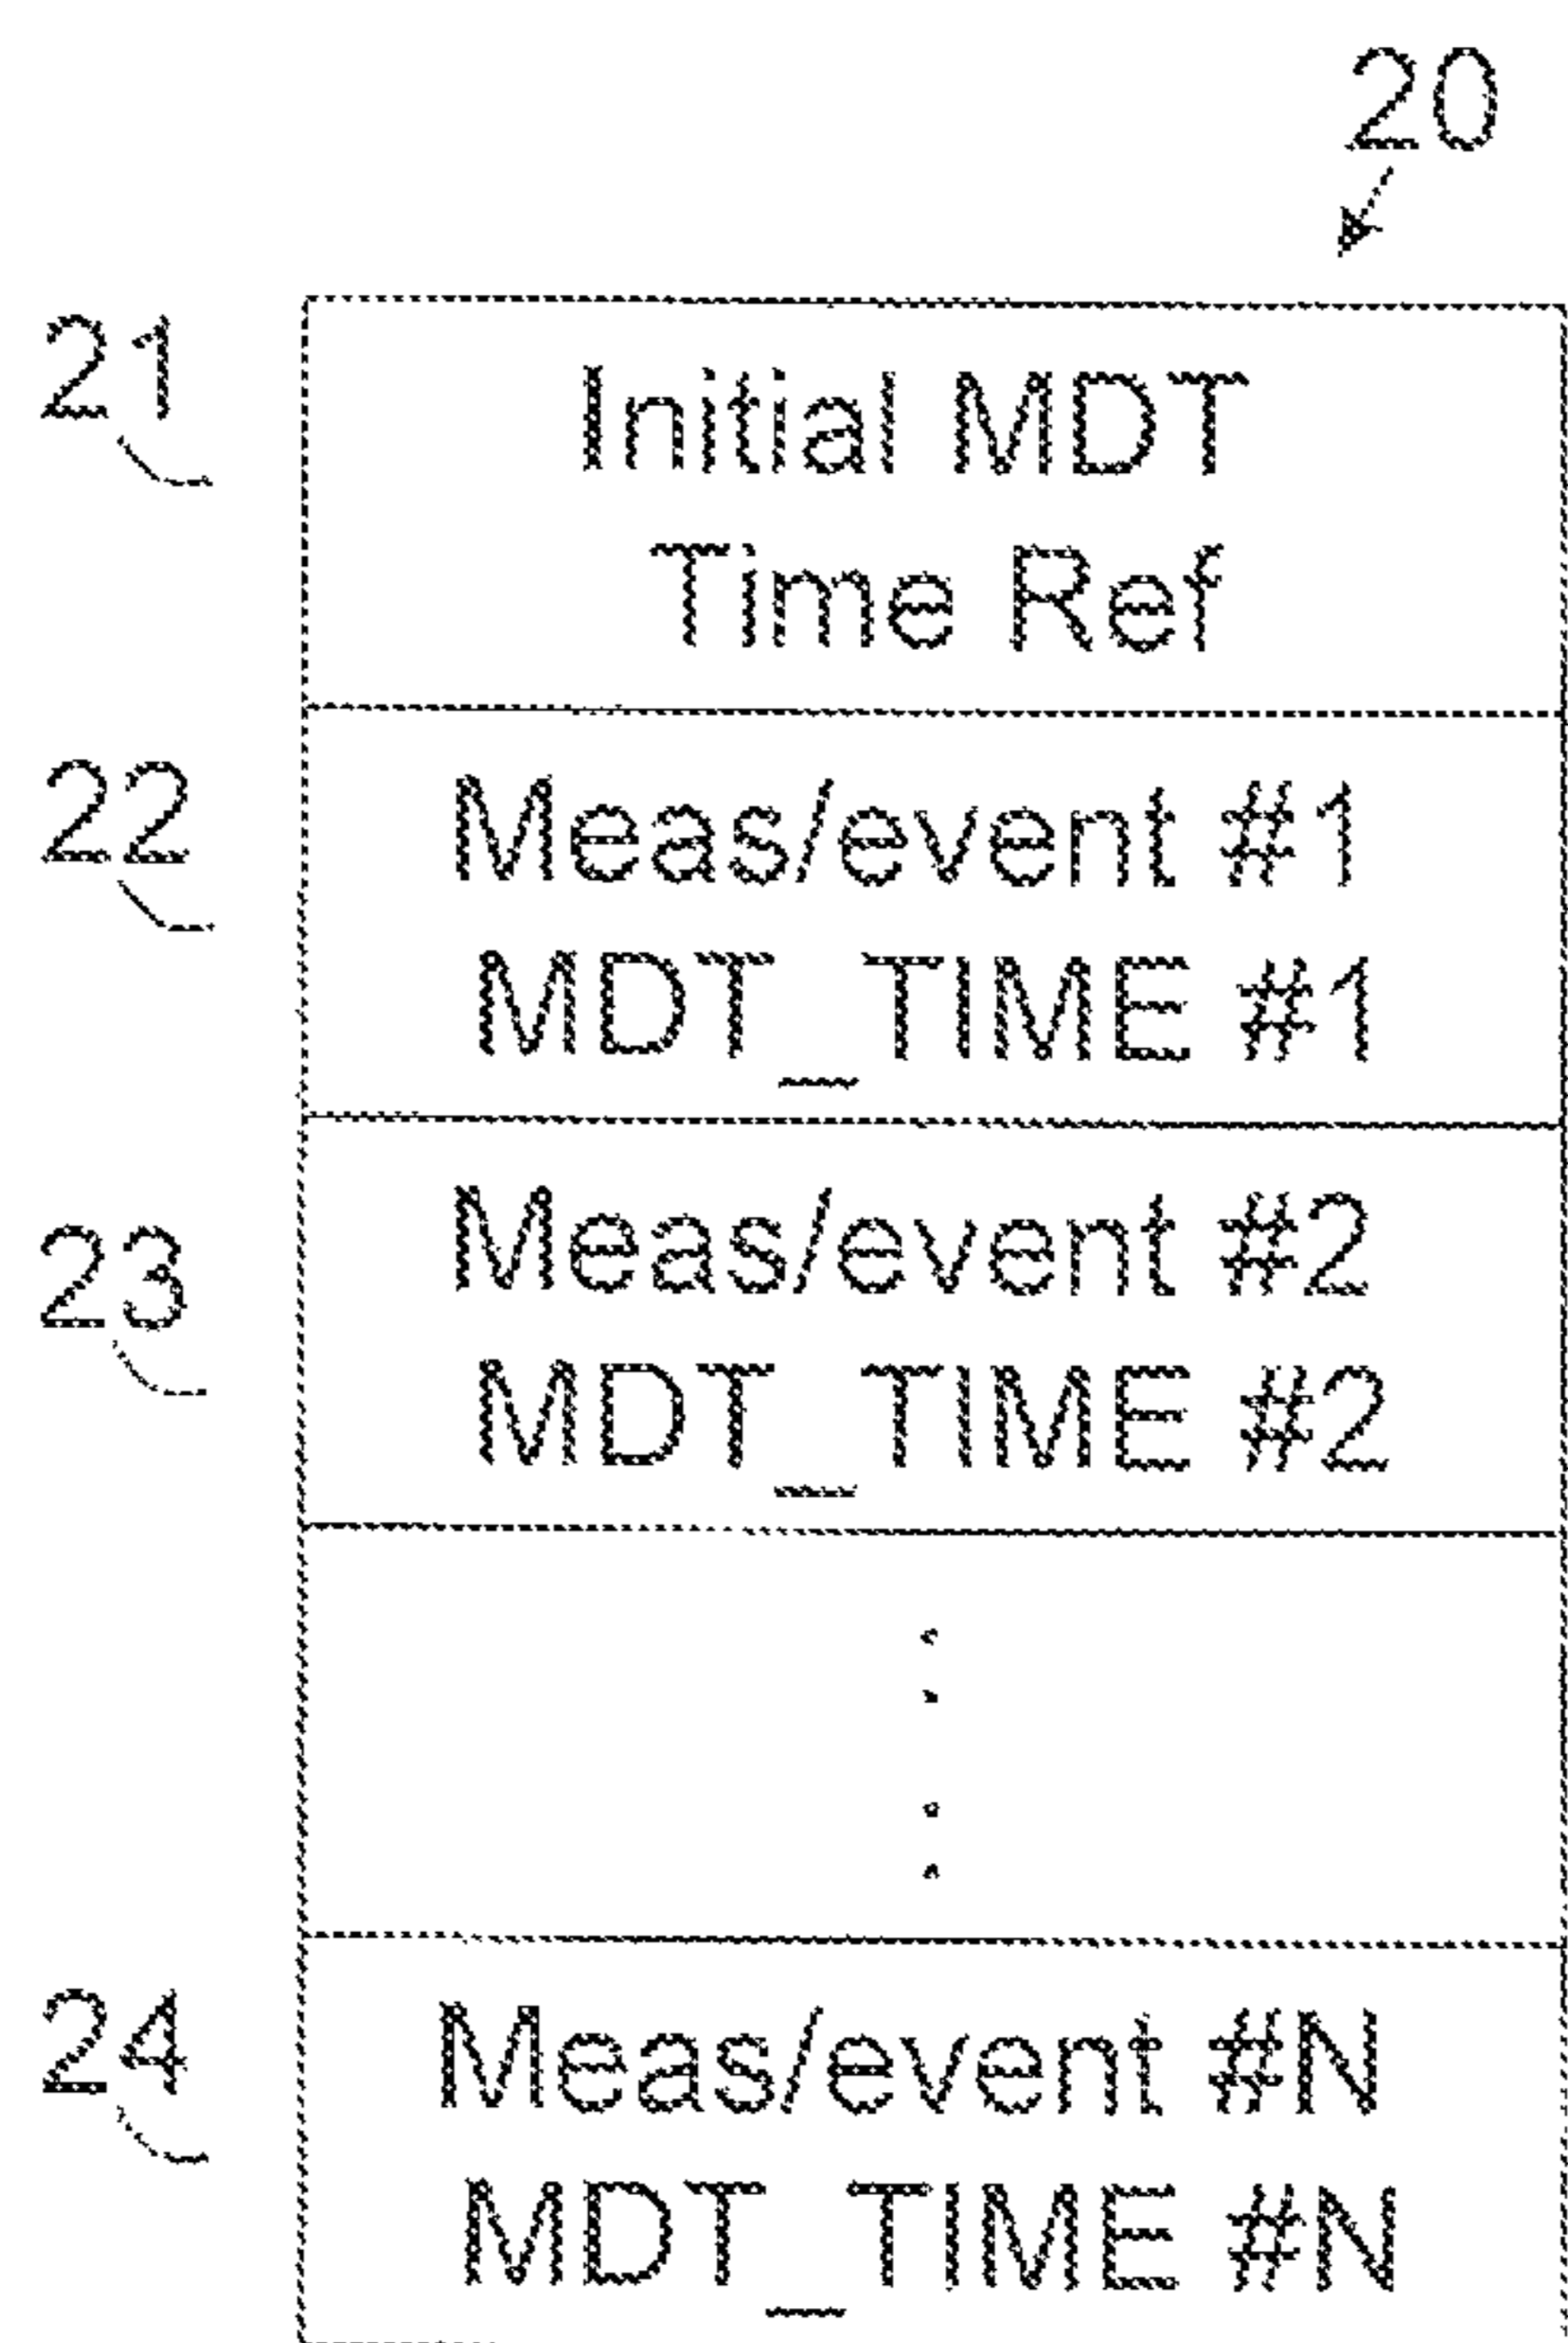 20
21
Initial MDT
Time Ref
22
Meas/event #1
MDT_TIME #1
23
Meas/event #2
MDT_TIME #2
24
Meas/event #N
MDT_TIME #N